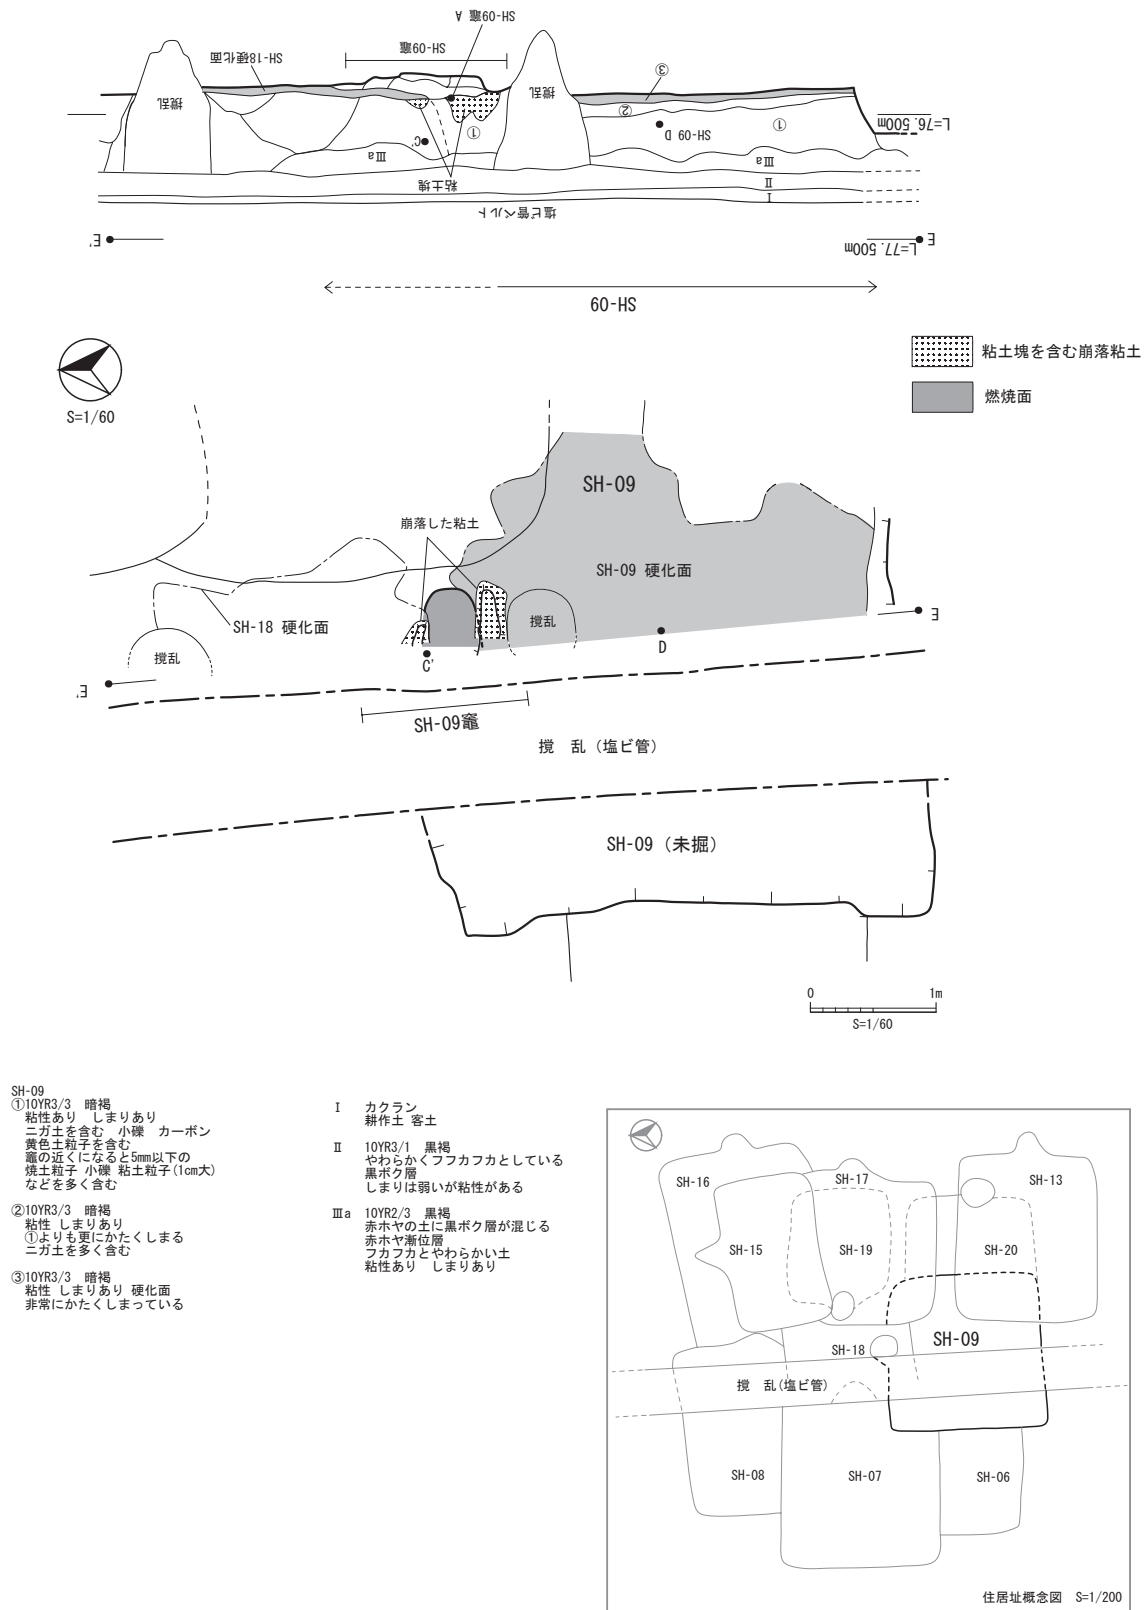 SH-09竈 A
SH-09竈
SH-18硬化面
撹乱
撹乱
③
②
①
①
SH-09 D
C'
Ⅲa
Ⅲa
粘土塊
Ⅱ
Ⅰ
塩ビ管ベルト
L=76.500m
E'
E
L=77.500m
SH-09
S=1/60
粘土塊を含む崩落粘土
燃焼面
SH-09
崩落した粘土
SH-09 硬化面
SH-18 硬化面
撹乱
撹乱
E
D
C'
E'
SH-09竈
撹 乱（塩ビ管）
SH-09（未掘）
0 1m
S=1/60
SH-09
①10YR3/3 暗褐
粘性あり しまりあり
ニガ土を含む 小礫 カーボン
黄色土粒子を含む
竈の近くになると5mm以下の
焼土粒子 小礫 粘土粒子(1cm大)
などを多く含む
②10YR3/3 暗褐
粘性 しまりあり
①よりも更にかたくしまる
ニガ土を多く含む
③10YR3/3 暗褐
粘性 しまりあり 硬化面
非常にかたくしまっている
Ⅰ カクラン
耕作土 客土
Ⅱ 10YR3/1 黒褐
やわらかくフフカフカとしている
黒ボク層
しまりは弱いが粘性がある
Ⅲa 10YR2/3 黒褐
赤ホヤの土に黒ボク層が混じる
赤ホヤ漸位層
フカフカとやわらかい土
粘性あり しまりあり
SH-16
SH-17
SH-13
SH-15
SH-19
SH-20
SH-18
SH-09
撹 乱(塩ビ管)
SH-08
SH-07
SH-06
住居址概念図 S=1/200